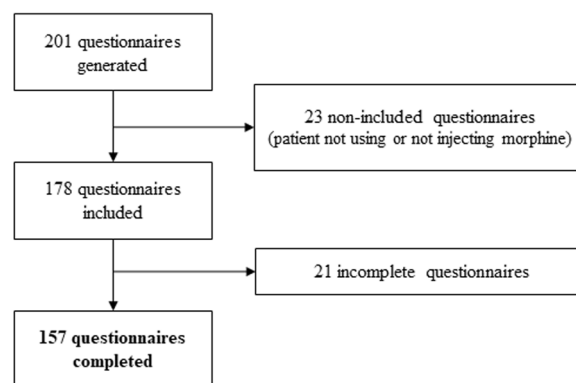 201 questionnaires
generated
23 non-included questionnaires
(patient not using or not injecting morphine)
178 questionnaires
included
21 incomplete questionnaires
157 questionnaires
completed